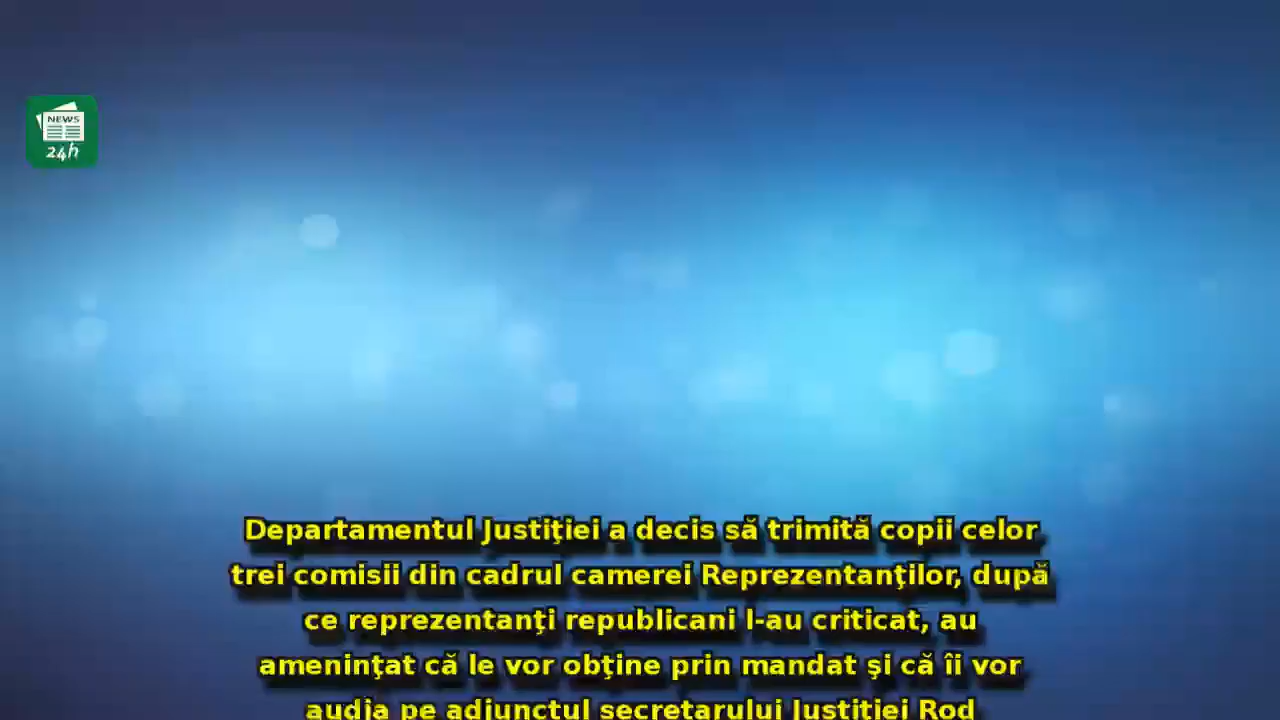 NEWS
24h
Departamentul Justiţiei a decis să trimită copii celor
trei comisii din cadrul camerei Reprezentanţilor, după
ce reprezentanţi republicani l-au criticat, au
ameninţat că le vor obţine prin mandat şi că îi vor
audia pe adjunctul secretarului Justiţiei Rod